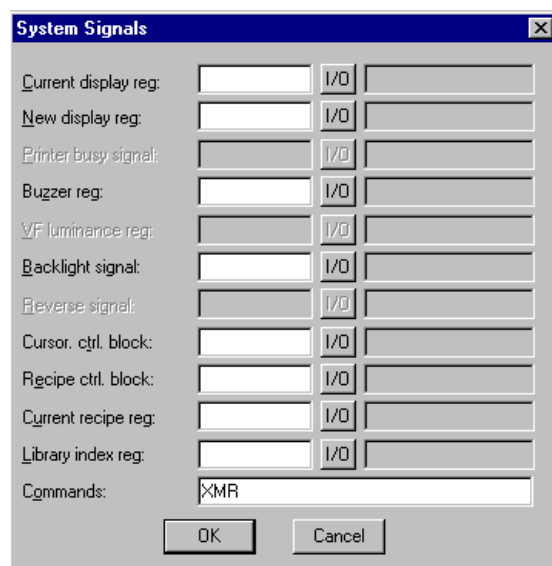 System Signals
Current display reg: I/O
New display reg: I/O
Printer busy signal: I/O
Buzzer reg: I/O
VF luminance reg: I/O
Backlight signal: I/O
Reverse signal: I/O
Cursor. ctrl. block: I/O
Recipe ctrl. block: I/O
Current recipe reg: I/O
Library index reg: I/O
Commands: XMR
OK Cancel